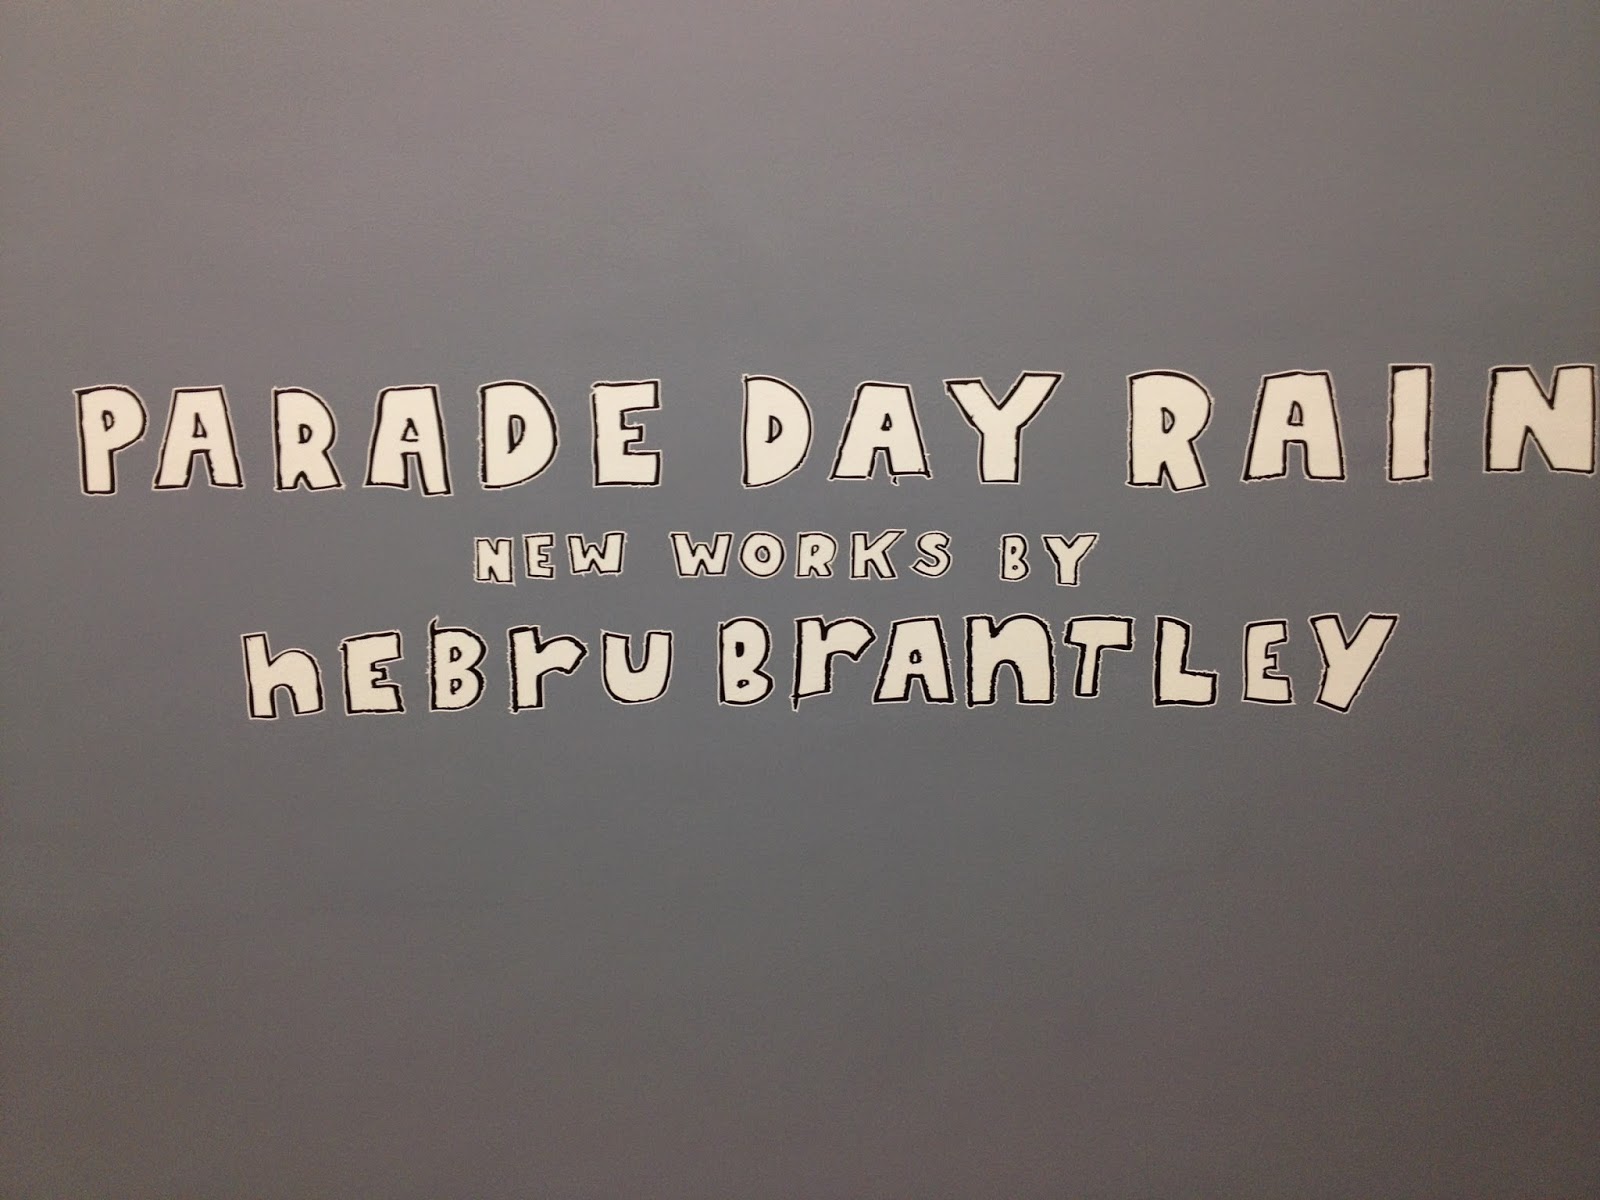 PARADE DAY RAIN
NEW WORKS BY
hEBrU BrAnTLEY